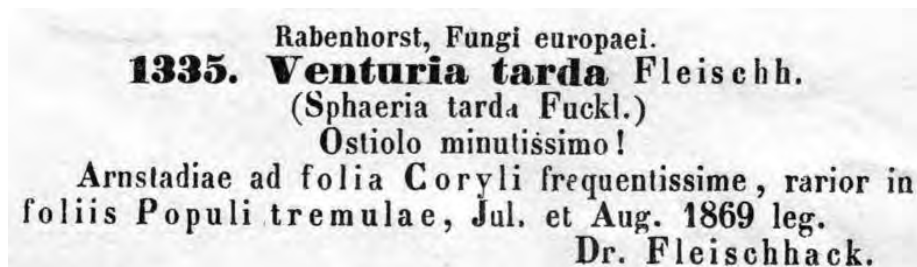 Rabenhorst, Fungi europaei.
1335. Venturia tarda Fleischh.
(Sphaeria tarda Fuckl.)
Ostiolo minutissimo!
Arnstadiae ad folia Coryli frequentissime, rarior in
foliis Populi tremulae, Jul. et Aug. 1869 leg.
Dr. Fleischhack.